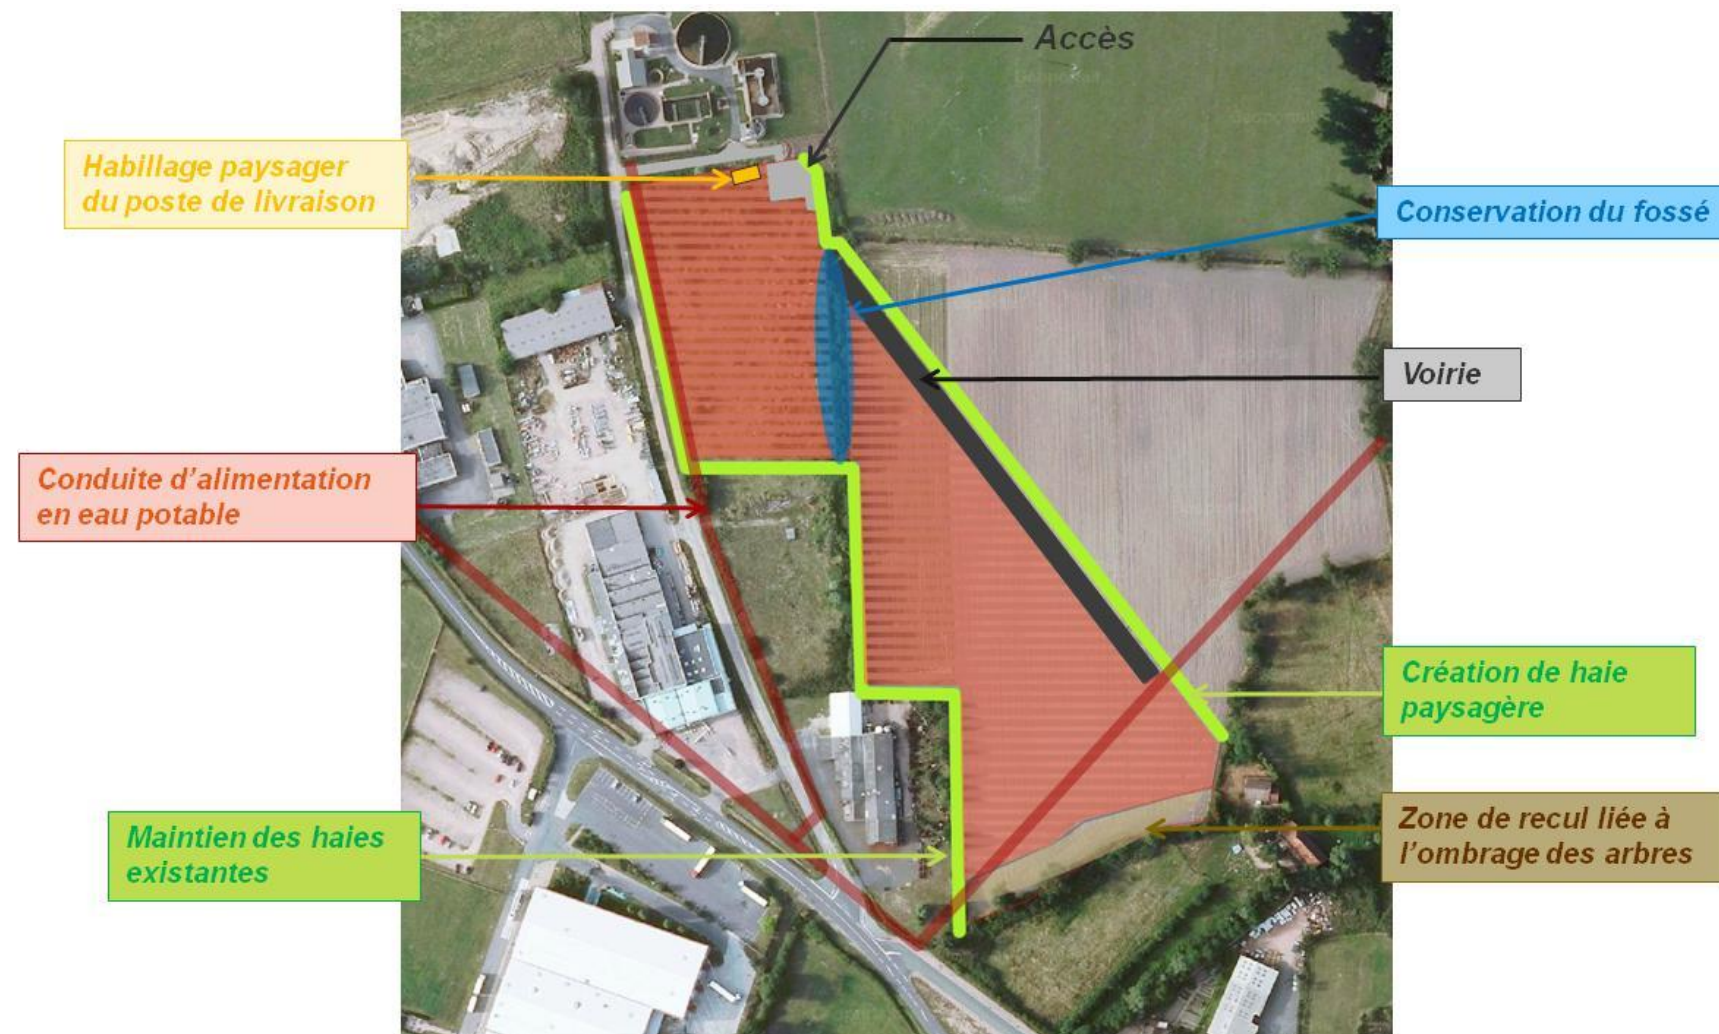 Accès
Habillage paysager
du poste de livraison
Conservation du fossé
Voirie
Conduite d’alimentation
en eau potable
Création de haie
paysagère
Maintien des haies
existantes
Zone de recul liée à
l’ombrage des arbres